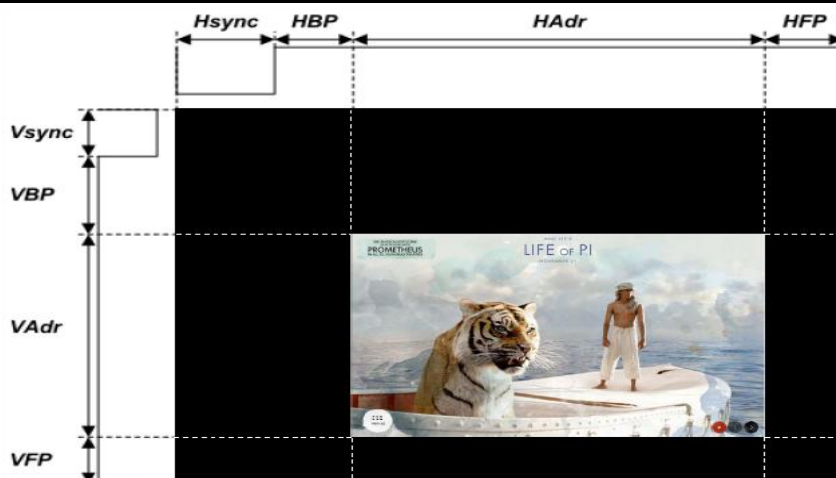 Hsync HBP HAdr HFP
Vsync
VBP
PROMETHEUS
LIFE OF PI
VAdr
VFP